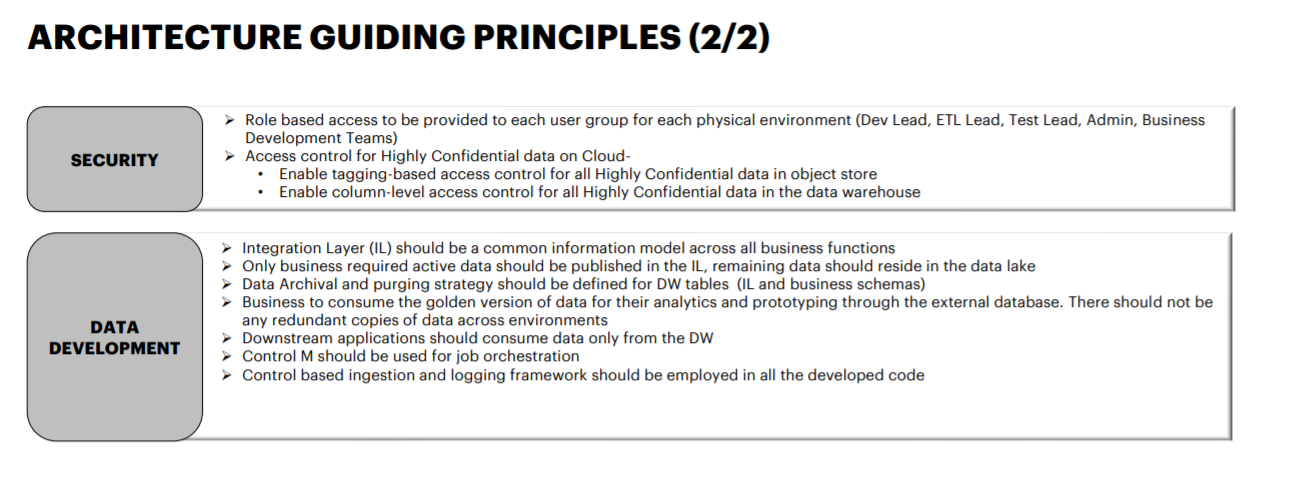 ARCHITECTURE GUIDING PRINCIPLES (2/2)
SECURITY
➢ Role based access to be provided to each user group for each physical environment (Dev Lead, ETL Lead, Test Lead, Admin, Business
Development Teams)
➢ Access control for Highly Confidential data on Cloud-
• Enable tagging-based access control for all Highly Confidential data in object store
• Enable column-level access control for all Highly Confidential data in the data warehouse
DATA
DEVELOPMENT
➢ Integration Layer (IL) should be a common information model across all business functions
➢ Only business required active data should be published in the IL, remaining data should reside in the data lake
➢ Data Archival and purging strategy should be defined for DW tables (IL and business schemas)
➢ Business to consume the golden version of data for their analytics and prototyping through the external database. There should not be
any redundant copies of data across environments
➢ Downstream applications should consume data only from the DW
➢ Control M should be used for job orchestration
➢ Control based ingestion and logging framework should be employed in all the developed code